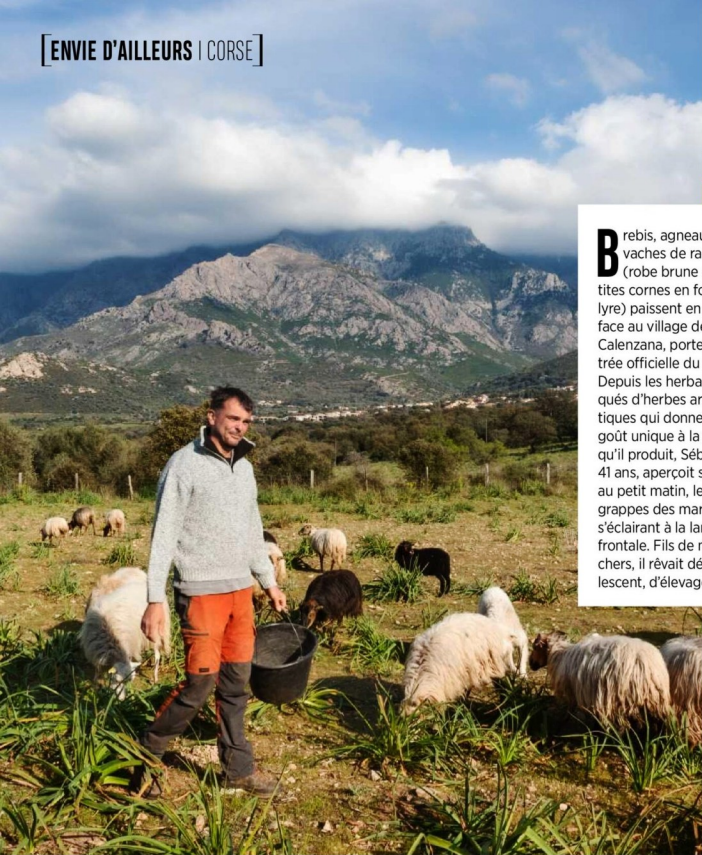 [ENVIE D'AILLEURS | CORSE]
Brebis, agneau
vaches de ra
(robe brune
tites cornes en fo
lyre) paissent en
face au village de
Calenzana, porte
trée officielle du
Depuis les herba
qués d'herbes ar
tiques qui donne
goût unique à la
qu'il produit, Séb
41 ans, aperçoit s
au petit matin, le
grappes des mar
s'éclairant à la la
frontale. Fils de m
chers, il rêvait dé
lescent, d'élevag